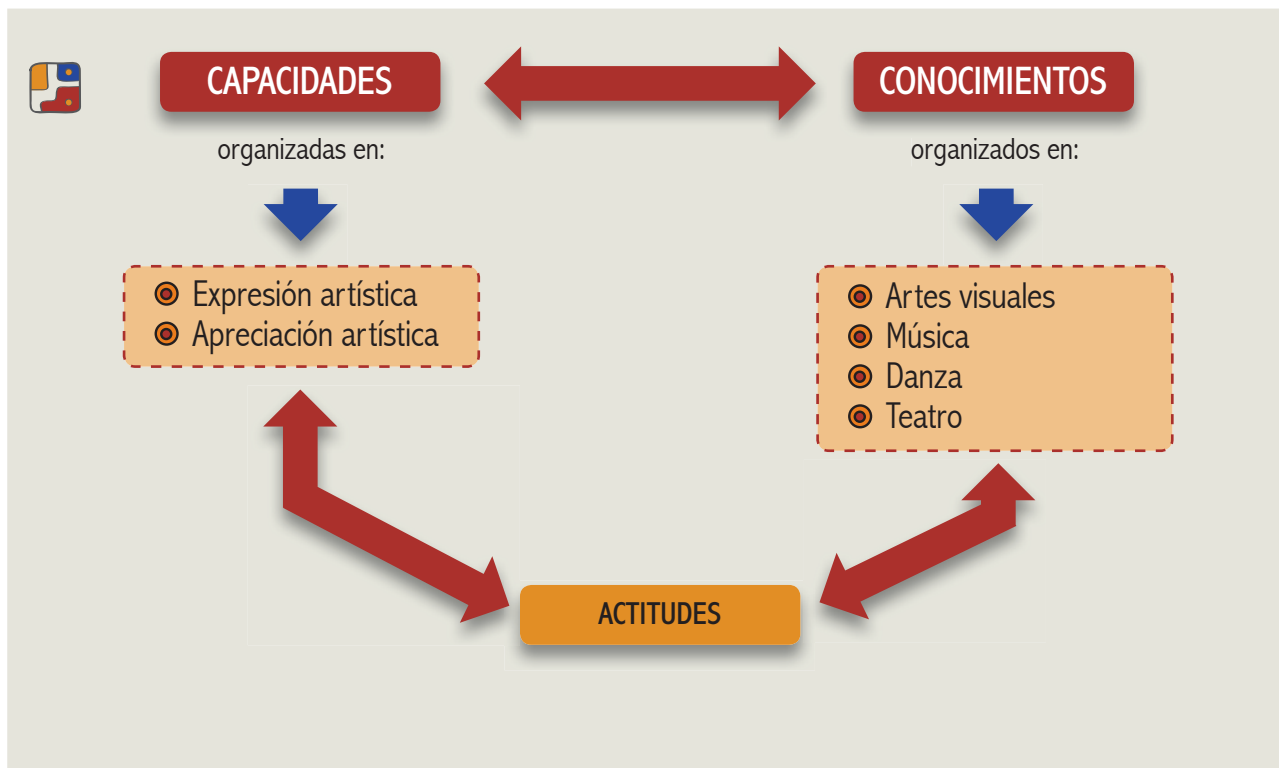 CAPACIDADES
CONOCIMIENTOS
organizadas en:
organizados en:
Expresión artística
Apreciación artística
Artes visuales
Música
Danza
Teatro
ACTITUDES